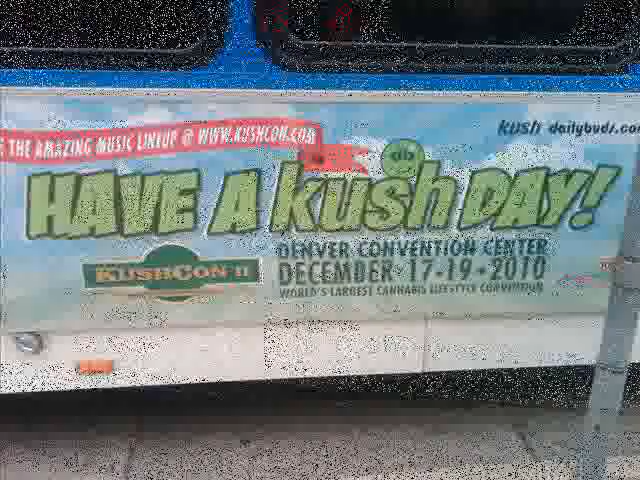 E THE AMAZING MUSIC LINEUP @ WWW.KUSHCON.COM
KUSH dailybuds.com
db
HAVE A kush DAY!
DENVER CONVENTION CENTER
KUSHCON II
DECEMBER 17-19 • 2010
WORLD'S LARGEST CANNABIS LIFESTYLE CONVENTION